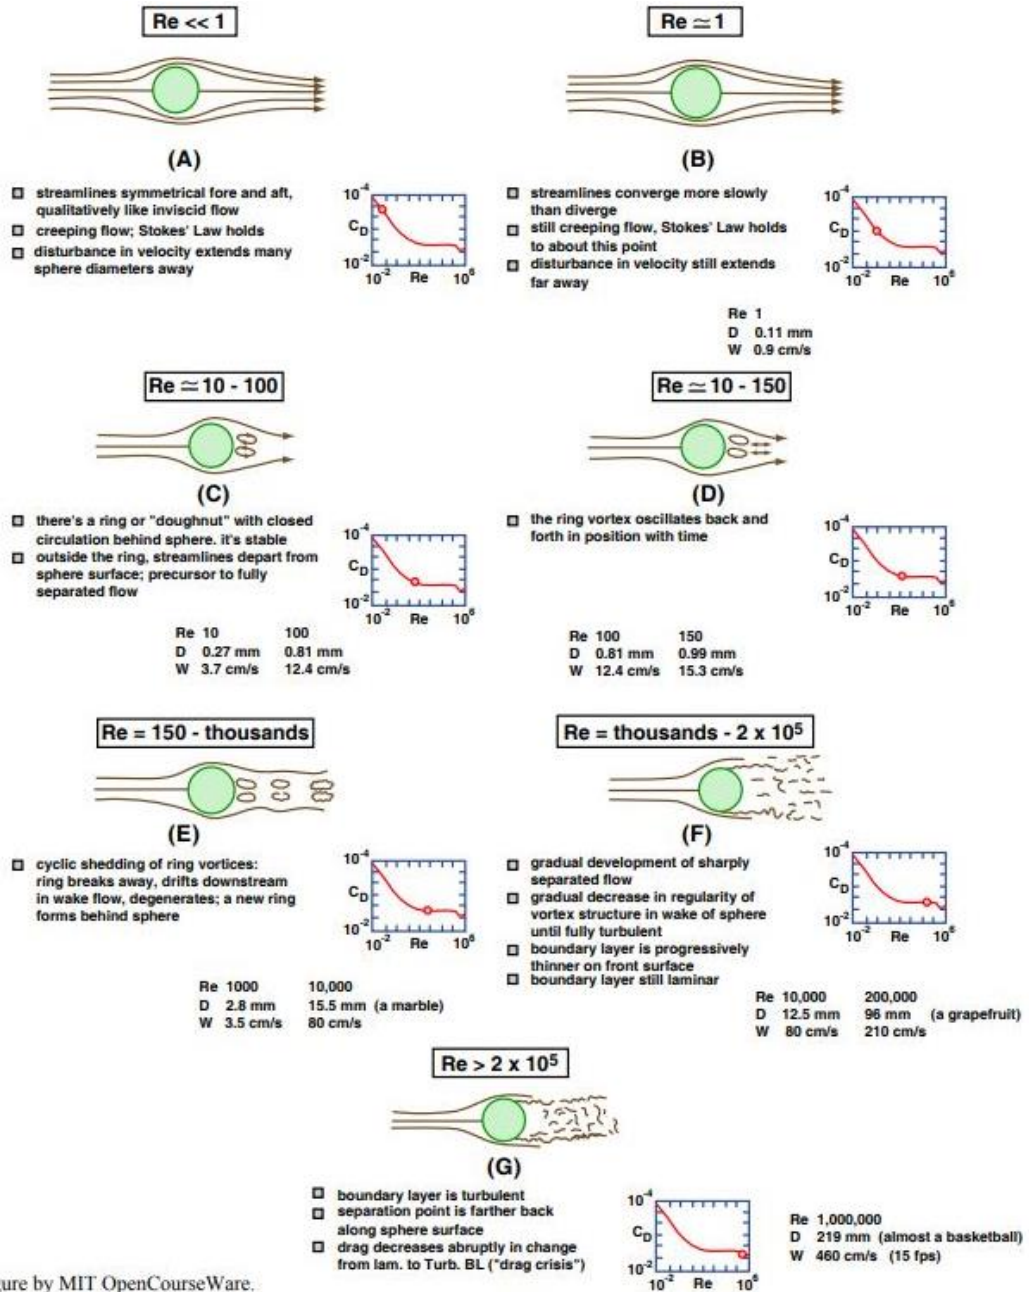 Re << 1
(A)
streamlines symmetrical fore and aft,
qualitatively like inviscid flow
creeping flow; Stokes' Law holds
disturbance in velocity extends many
sphere diameters away
10-4
CD
10-2
10-2 Re 106
Re ≃ 1
(B)
streamlines converge more slowly
than diverge
still creeping flow, Stokes' Law holds
to about this point
disturbance in velocity still extends
far away
10-4
CD
10-2
10-2 Re 106
Re 1
D 0.11 mm
W 0.9 cm/s
Re ≃ 10 - 100
(C)
there's a ring or "doughnut" with closed
circulation behind sphere. it's stable
outside the ring, streamlines depart from
sphere surface; precursor to fully
separated flow
10-4
CD
10-2
10-2 Re 106
Re 10 100
D 0.27 mm 0.81 mm
W 3.7 cm/s 12.4 cm/s
Re ≃ 10 - 150
(D)
the ring vortex oscillates back and
forth in position with time
10-4
CD
10-2
10-2 Re 106
Re 100 150
D 0.81 mm 0.99 mm
W 12.4 cm/s 15.3 cm/s
Re = 150 - thousands
(E)
cyclic shedding of ring vortices:
ring breaks away, drifts downstream
in wake flow, degenerates; a new ring
forms behind sphere
10-4
CD
10-2
10-2 Re 106
Re 1000 10,000
D 2.8 mm 15.5 mm (a marble)
W 3.5 cm/s 80 cm/s
Re = thousands - 2 x 105
(F)
gradual development of sharply
separated flow
gradual decrease in regularity of
vortex structure in wake of sphere
until fully turbulent
boundary layer is progressively
thinner on front surface
boundary layer still laminar
10-4
CD
10-2
10-2 Re 106
Re 10,000 200,000
D 12.5 mm 96 mm (a grapefruit)
W 80 cm/s 210 cm/s
Re > 2 x 105
(G)
boundary layer is turbulent
separation point is farther back
along sphere surface
drag decreases abruptly in change
from lam. to Turb. BL ("drag crisis")
10-4
CD
10-2
10-2 Re 106
Re 1,000,000
D 219 mm (almost a basketball)
W 460 cm/s (15 fps)
gure by MIT OpenCourseWare.